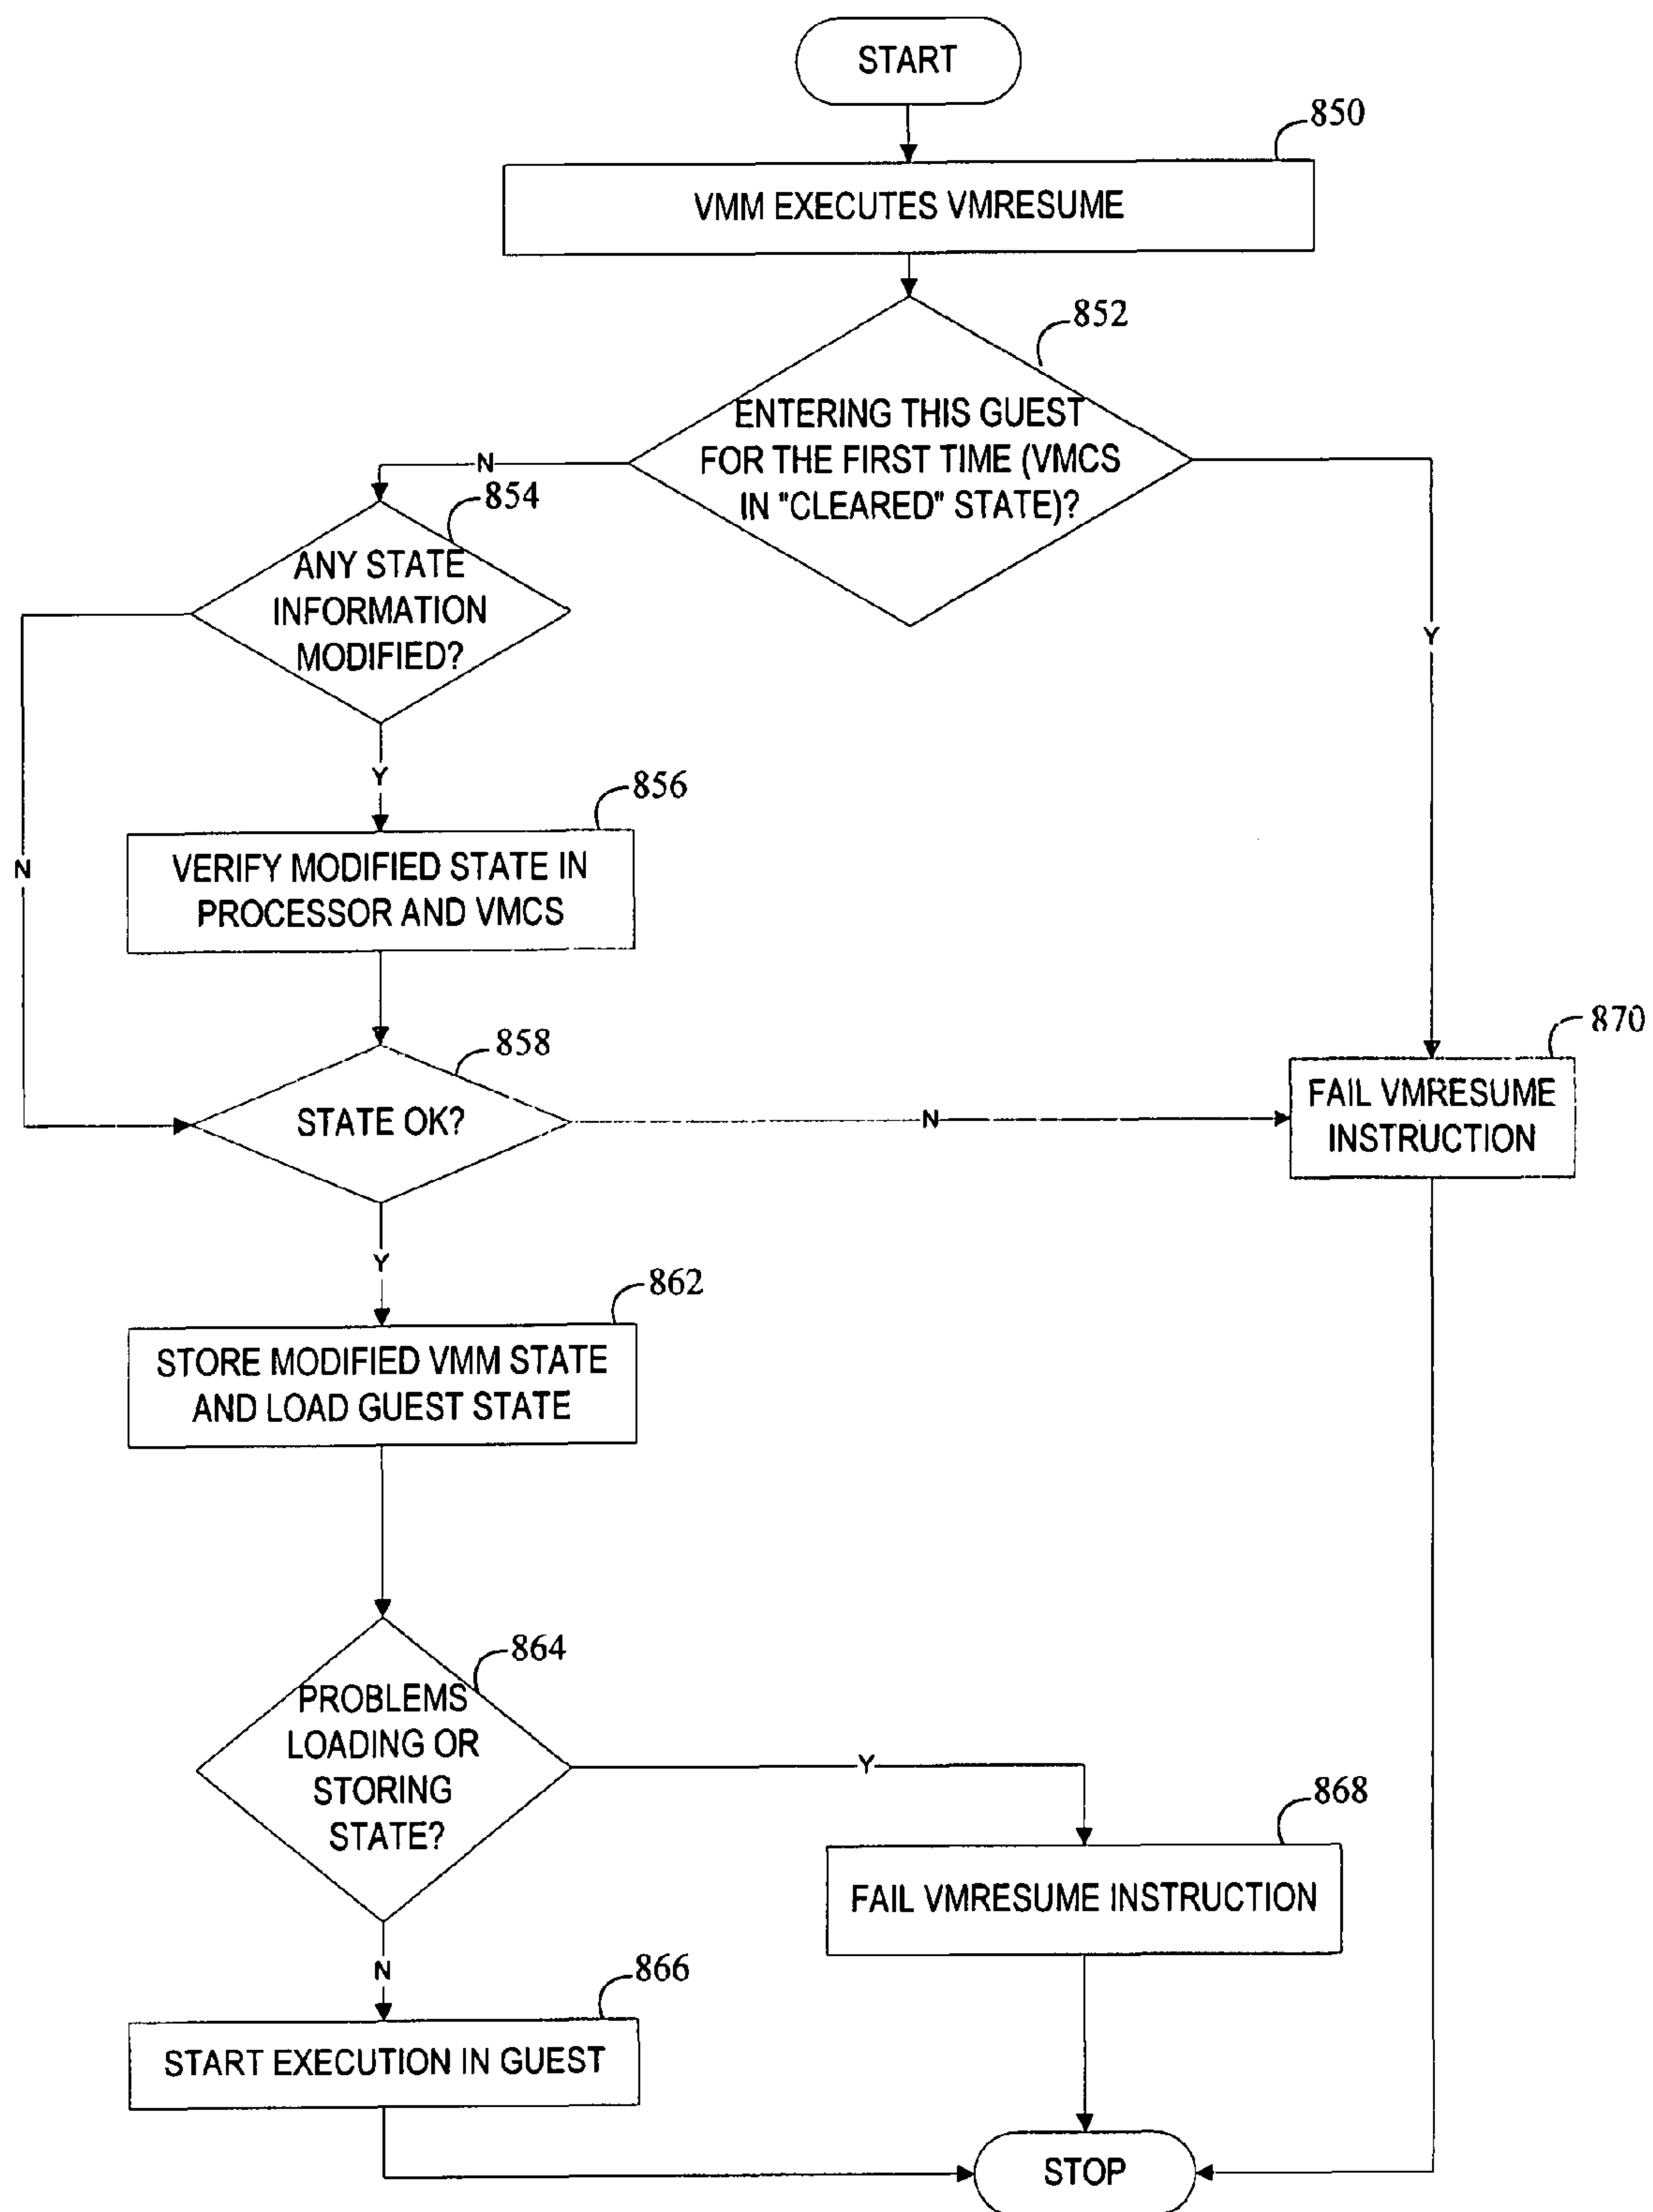 START
850
VMM EXECUTES VMRESUME
852
ENTERING THIS GUEST
FOR THE FIRST TIME (VMCS
IN "CLEARED" STATE)?
N
Y
854
ANY STATE
INFORMATION
MODIFIED?
N
Y
856
VERIFY MODIFIED STATE IN
PROCESSOR AND VMCS
858
STATE OK?
N
870
FAIL VMRESUME
INSTRUCTION
Y
862
STORE MODIFIED VMM STATE
AND LOAD GUEST STATE
864
PROBLEMS
LOADING OR
STORING
STATE?
Y
868
FAIL VMRESUME INSTRUCTION
N
866
START EXECUTION IN GUEST
STOP